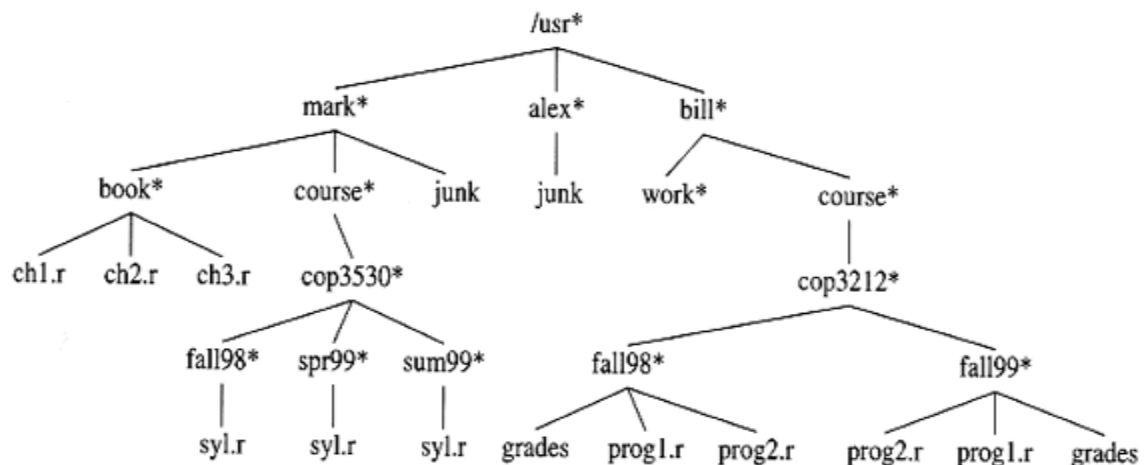 /usr*
mark* alex* bill*
book* course* junk junk work* course*
ch1.r ch2.r ch3.r cop3530* cop3212*
fall98* spr99* sum99* fall98* fall99*
syl.r syl.r syl.r grades prog1.r prog2.r prog2.r prog1.r grades